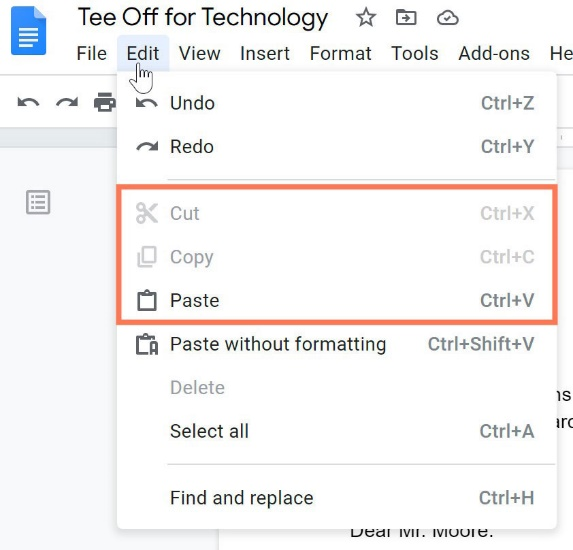 Tee Off for Technology
File Edit View Insert Format Tools Add-ons He
Undo Ctrl+Z
Redo Ctrl+Y
Cut Ctrl+X
Copy Ctrl+C
Paste Ctrl+V
Paste without formatting Ctrl+Shift+V
Delete
Select all Ctrl+A
Find and replace Ctrl+H
Dear Mr. Moore: